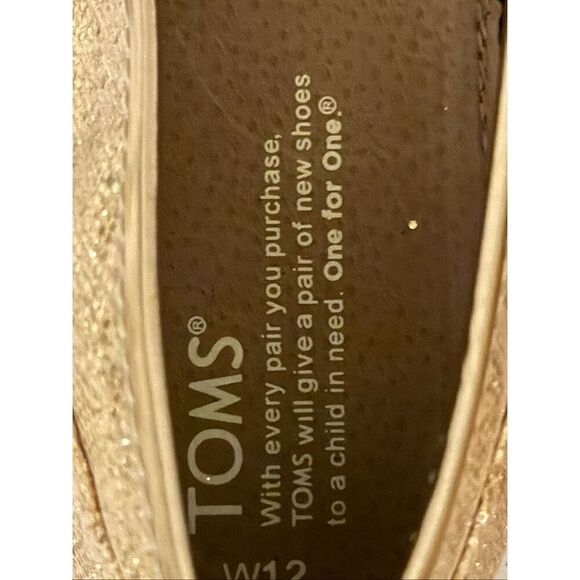 TOMS®
With every pair you purchase,
TOMS will give a pair of new shoes
to a child in need. One for One.®
W12